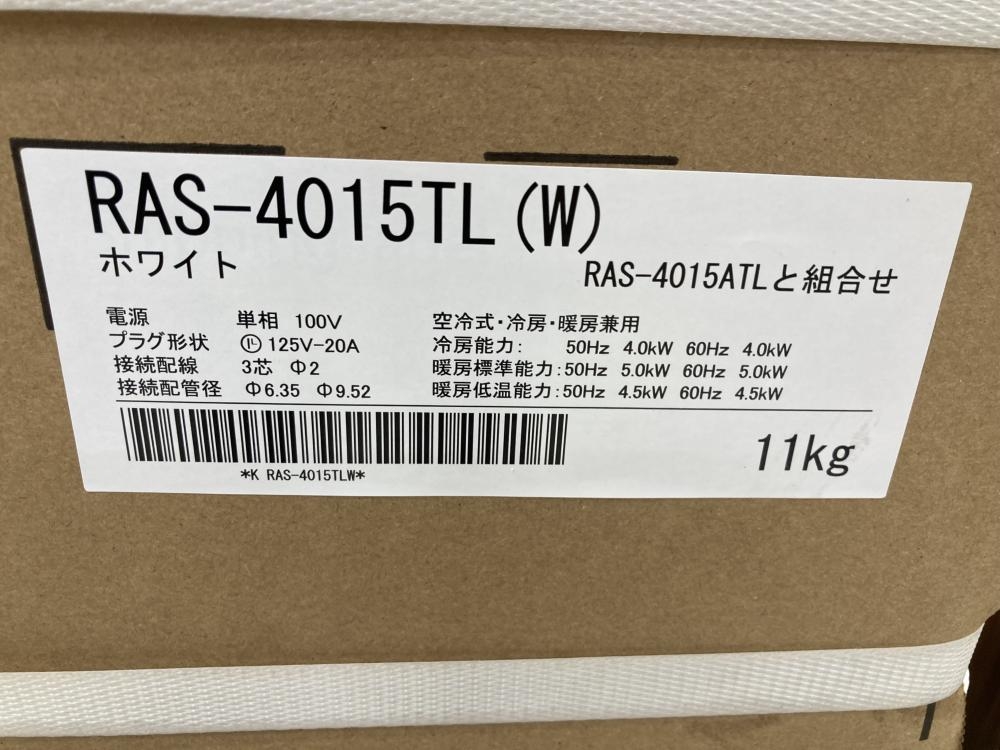 RAS-4015TL(W)
ホワイト
RAS-4015ATLと組合せ
電源 単相 100V
プラグ形状 125V-20A
接続配線 3芯 Φ2
接続配管径 Φ6.35 Φ9.52
空冷式・冷房・暖房兼用
冷房能力: 50Hz 4.0kW 60Hz 4.0kW
暖房標準能力:50Hz 5.0kW 60Hz 5.0kW
暖房低温能力:50Hz 4.5kW 60Hz 4.5kW
*K RAS-4015TLW*
11kg